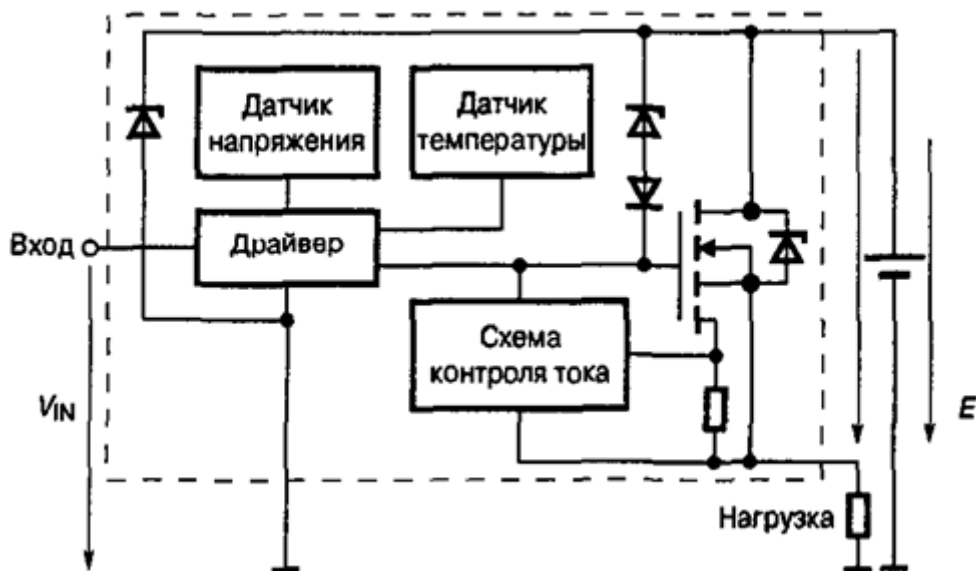 Датчик
напряжения
Датчик
температуры
Вход
Драйвер
Схема
контроля тока
V_IN
E
Нагрузка